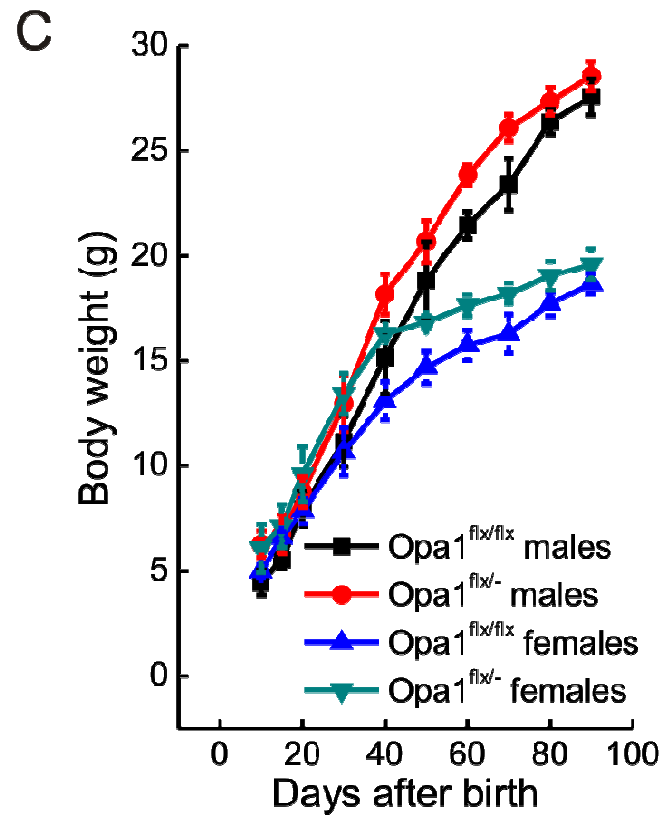 C
30
25
20
15
10
5
0
Body weight (g)
Opa1flx/flx males
Opa1flx/- males
Opa1flx/flx females
Opa1flx/- females
0 20 40 60 80 100
Days after birth